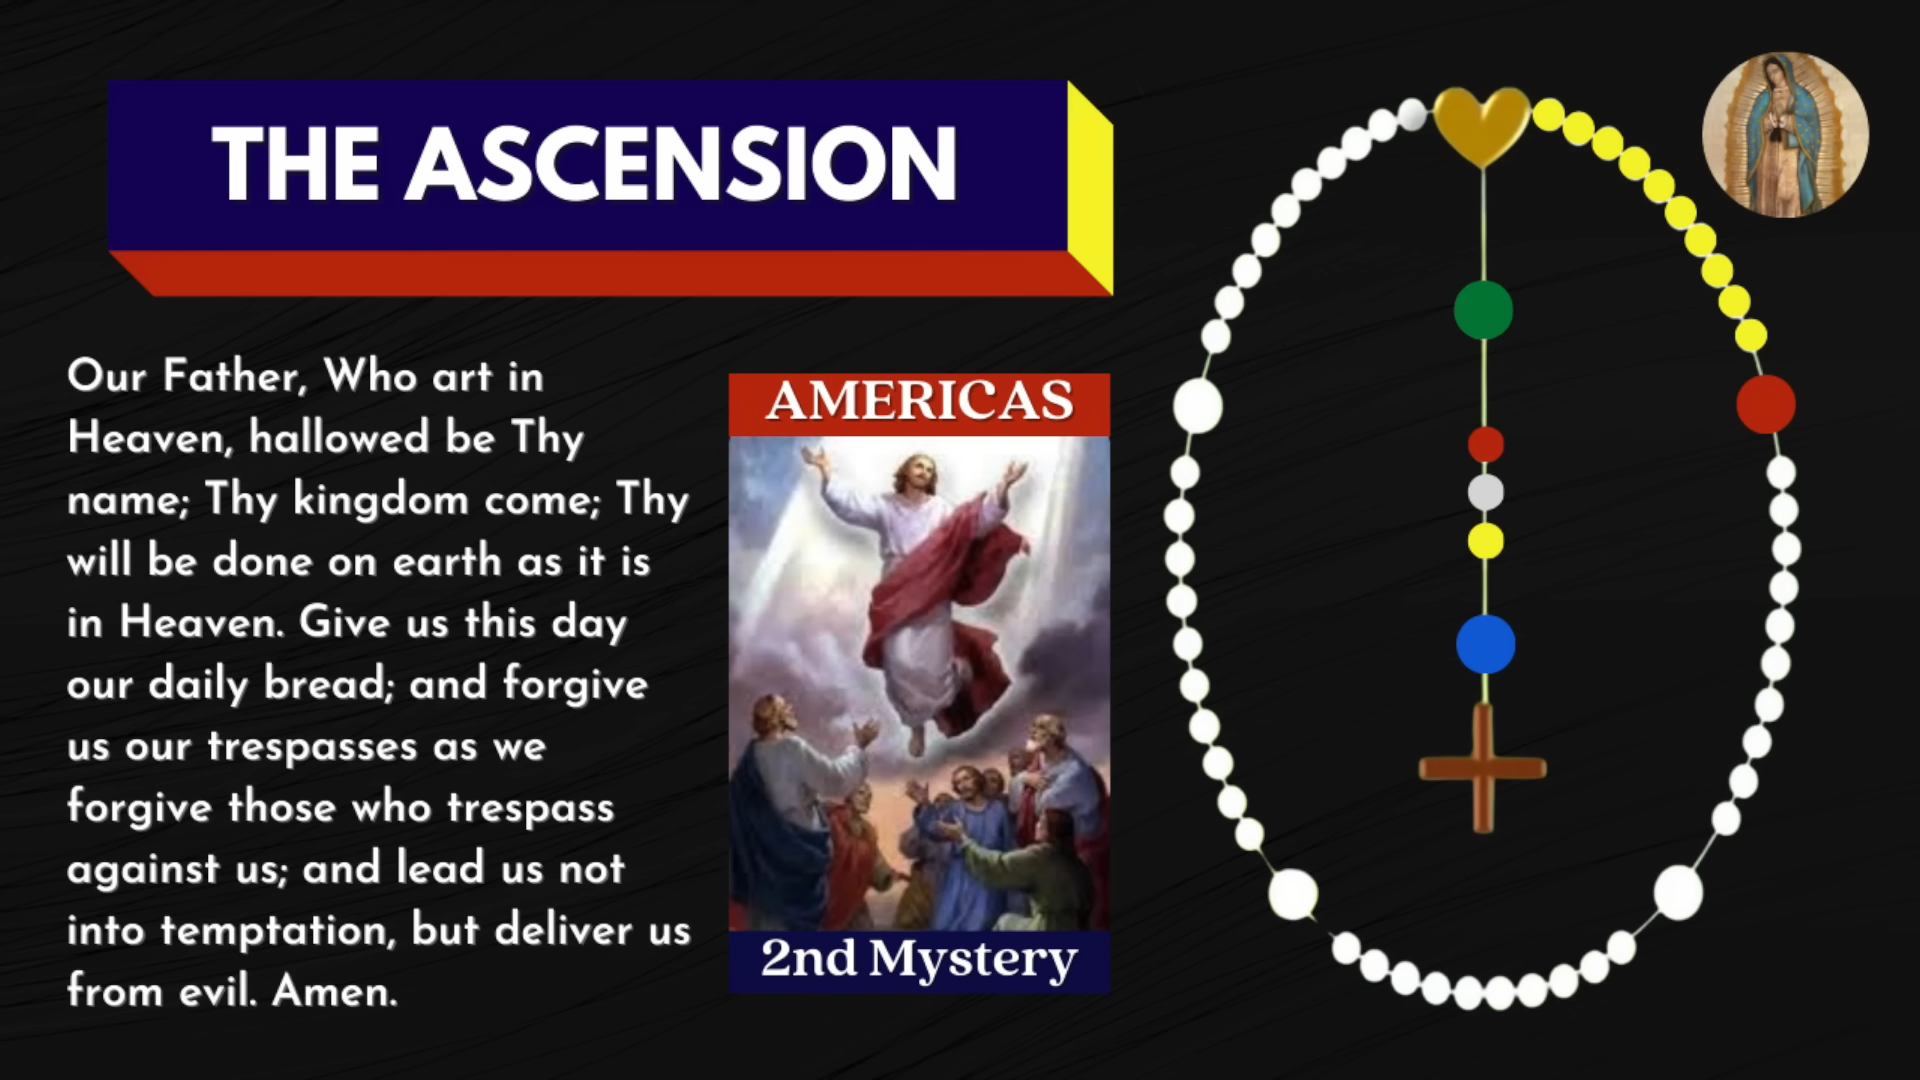 THE ASCENSION
Our Father, Who art in
Heaven, hallowed be Thy
name; Thy kingdom come; Thy
will be done on earth as it is
in Heaven. Give us this day
our daily bread; and forgive
us our trespasses as we
forgive those who trespass
against us; and lead us not
into temptation, but deliver us
from evil. Amen.
AMERICAS
2nd Mystery